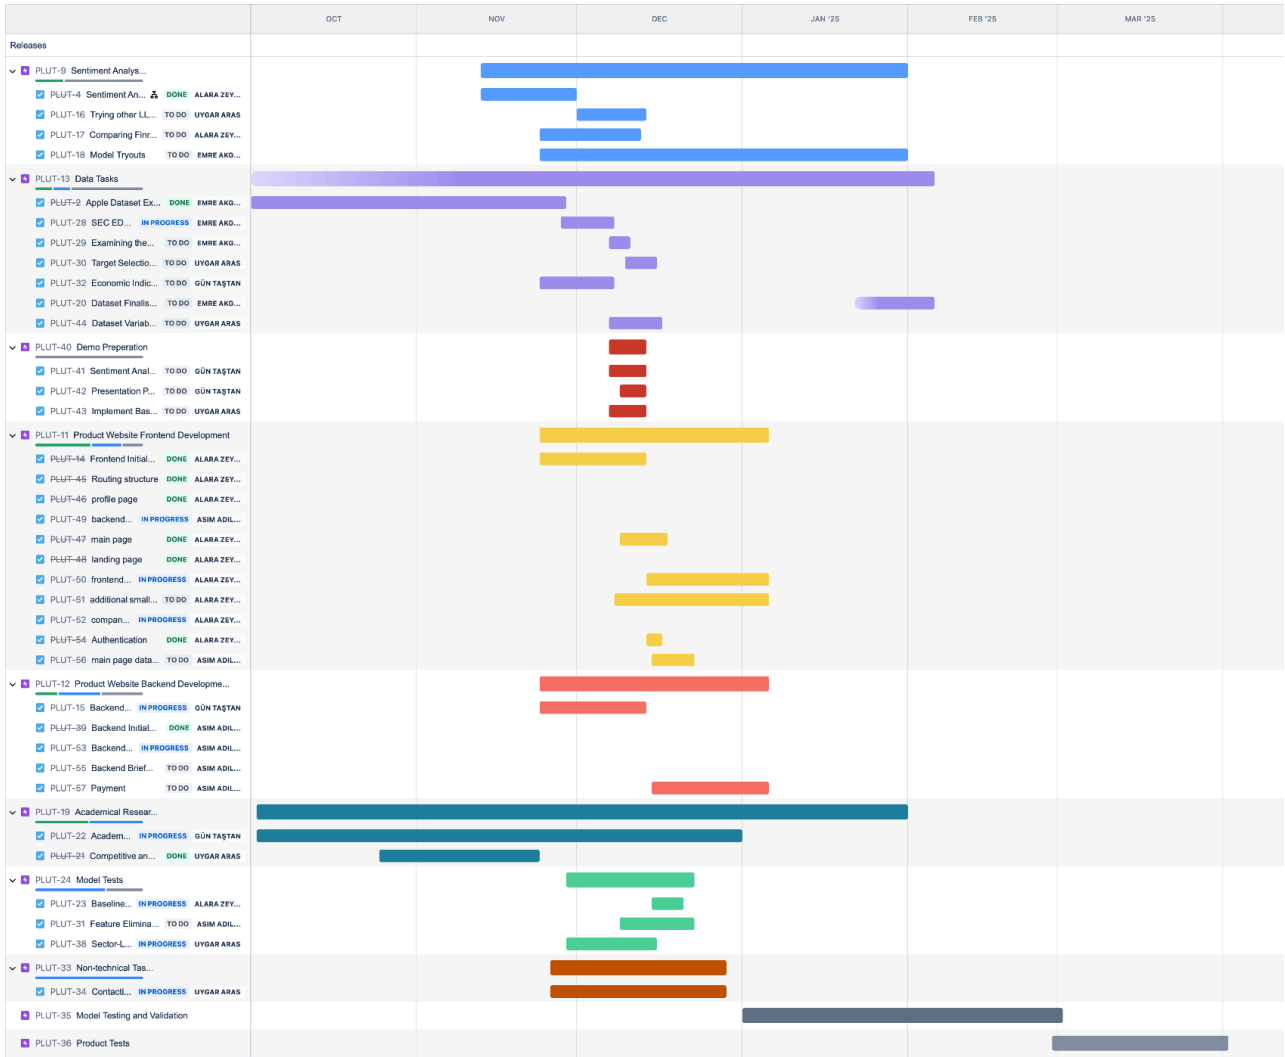 OCT NOV DEC JAN '25 FEB '25 MAR '25
Releases
PLUT-9 Sentiment Analys...
PLUT-4 Sentiment An... DONE ALARA ZEY...
PLUT-16 Trying other LL... TO DO UYGAR ARAS
PLUT-17 Comparing Finr... TO DO ALARA ZEY...
PLUT-18 Model Tryouts TO DO EMRE AKG...
PLUT-13 Data Tasks
PLUT-2 Apple Dataset Ex... DONE EMRE AKG...
PLUT-28 SEC ED... IN PROGRESS EMRE AKG...
PLUT-29 Examining the... TO DO EMRE AKG...
PLUT-30 Target Selectio... TO DO UYGAR ARAS
PLUT-32 Economic Indic... TO DO GÜN TAŞTAN
PLUT-20 Dataset Finalis... TO DO EMRE AKG...
PLUT-44 Dataset Variab... TO DO UYGAR ARAS
PLUT-40 Demo Preperation
PLUT-41 Sentiment Anal... TO DO GÜN TAŞTAN
PLUT-42 Presentation P... TO DO GÜN TAŞTAN
PLUT-43 Implement Bas... TO DO UYGAR ARAS
PLUT-11 Product Website Frontend Development
PLUT-14 Frontend Initial... DONE ALARA ZEY...
PLUT-45 Routing structure DONE ALARA ZEY...
PLUT-46 profile page DONE ALARA ZEY...
PLUT-49 backend... IN PROGRESS ASIM ADIL...
PLUT-47 main page DONE ALARA ZEY...
PLUT-48 landing page DONE ALARA ZEY...
PLUT-50 frontend... IN PROGRESS ALARA ZEY...
PLUT-51 additional small... TO DO ALARA ZEY...
PLUT-52 compan... IN PROGRESS ALARA ZEY...
PLUT-54 Authentication DONE ALARA ZEY...
PLUT-56 main page data... TO DO ASIM ADIL...
PLUT-12 Product Website Backend Developme...
PLUT-15 Backend... IN PROGRESS GÜN TAŞTAN
PLUT-39 Backend Initial... DONE ASIM ADIL...
PLUT-53 Backend... IN PROGRESS ASIM ADIL...
PLUT-55 Backend Brief... TO DO ASIM ADIL...
PLUT-57 Payment TO DO ASIM ADIL...
PLUT-19 Academical Resear...
PLUT-22 Academ... IN PROGRESS GÜN TAŞTAN
PLUT-21 Competitive an... DONE UYGAR ARAS
PLUT-24 Model Tests
PLUT-23 Baseline... IN PROGRESS ALARA ZEY...
PLUT-31 Feature Elimina... TO DO ASIM ADIL...
PLUT-38 Sector-L... IN PROGRESS UYGAR ARAS
PLUT-33 Non-technical Tas...
PLUT-34 Contacti... IN PROGRESS UYGAR ARAS
PLUT-35 Model Testing and Validation
PLUT-36 Product Tests